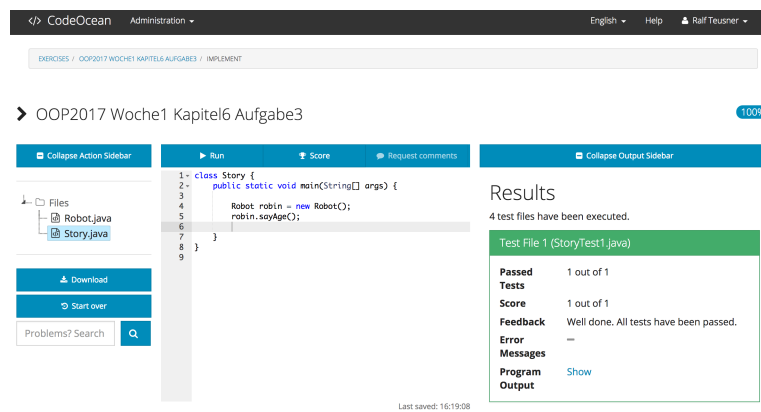 </> CodeOcean Administration English Help Ralf Teusner
EXERCISES / OOP2017 WOCHE1 KAPITEL6 AUFGABE3 / IMPLEMENT
OOP2017 Woche1 Kapitel6 Aufgabe3
100%
Collapse Action Sidebar
Files
Robot.java
Story.java
Download
Start over
Problems? Search
Run Score Request comments
1 class Story {
2 public static void main(String[] args) {
3
4 Robot robin = new Robot();
5 robin.sayAge();
6
7 }
8 }
9
Last saved: 16:19:08
Collapse Output Sidebar
Results
4 test files have been executed.
Test File 1 (StoryTest1.java)
Passed Tests 1 out of 1
Score 1 out of 1
Feedback Well done. All tests have been passed.
Error Messages
Program Output Show